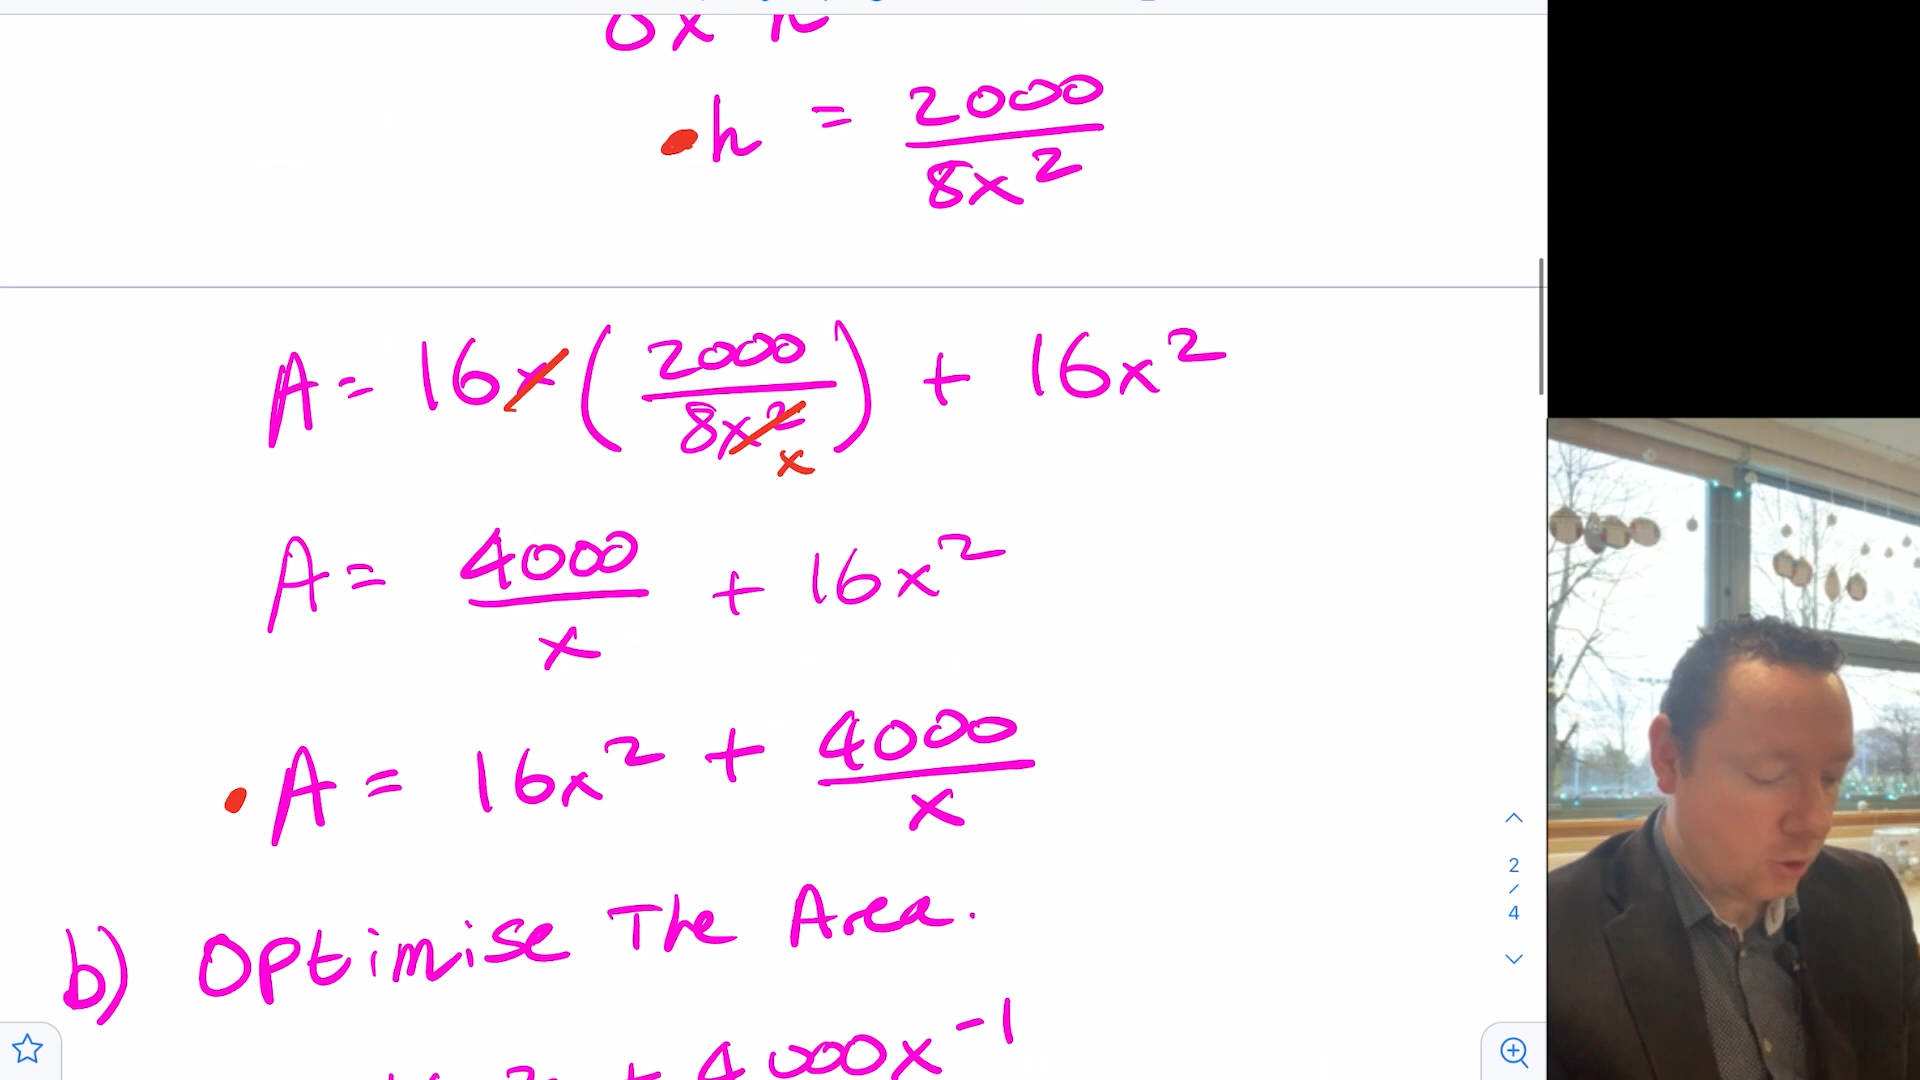 h = 2000/8x²
A = 16x (2000/8x² x) + 16x²
A = 4000/x + 16x²
A = 16x² + 4000/x
b) Optimise The Area.
4000x⁻¹
2
/
4